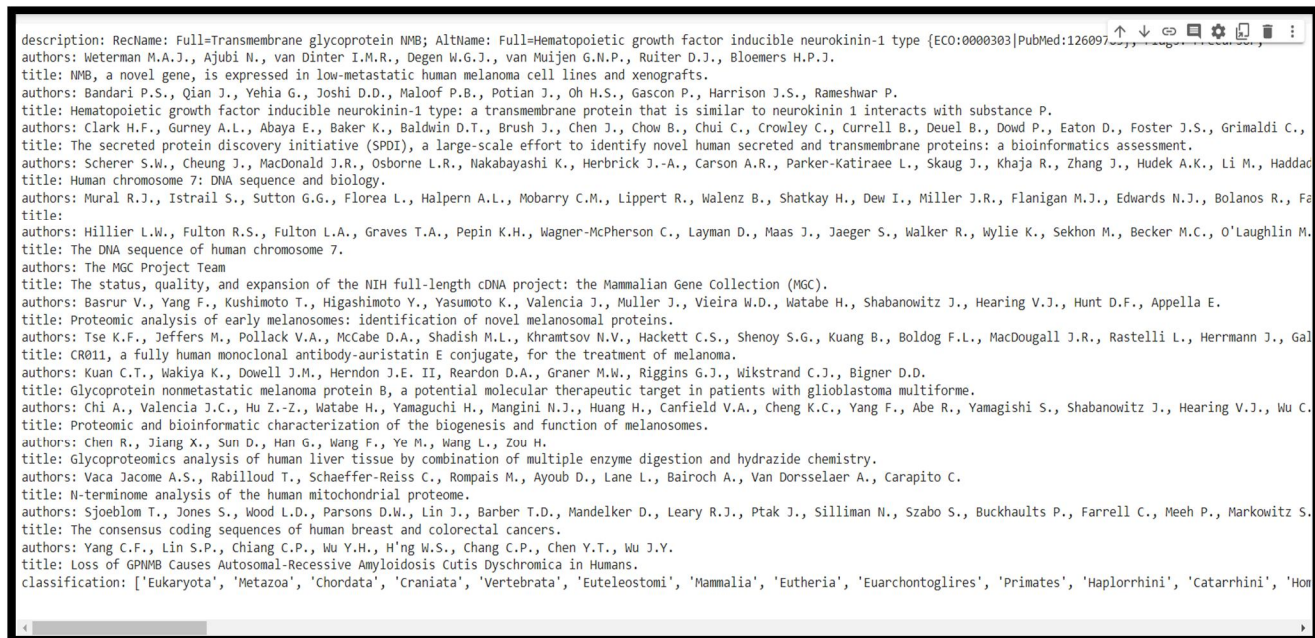 description: RecName: Full=Transmembrane glycoprotein NMB; AltName: Full=Hematopoietic growth factor inducible neurokinin-1 type {ECO:0000303|PubMed:12609765}; Flags: Precursor;
authors: Weterman M.A.J., Ajubi N., van Dinter I.M.R., Degen W.G.J., van Muijen G.N.P., Ruiter D.J., Bloemers H.P.J.
title: NMB, a novel gene, is expressed in low-metastatic human melanoma cell lines and xenografts.
authors: Bandari P.S., Qian J., Yehia G., Joshi D.D., Maloof P.B., Potian J., Oh H.S., Gascon P., Harrison J.S., Rameshwar P.
title: Hematopoietic growth factor inducible neurokinin-1 type: a transmembrane protein that is similar to neurokinin 1 interacts with substance P.
authors: Clark H.F., Gurney A.L., Abaya E., Baker K., Baldwin D.T., Brush J., Chen J., Chow B., Chui C., Crowley C., Currell B., Deuel B., Dowd P., Eaton D., Foster J.S., Grimaldi C.,
title: The secreted protein discovery initiative (SPDI), a large-scale effort to identify novel human secreted and transmembrane proteins: a bioinformatics assessment.
authors: Scherer S.W., Cheung J., MacDonald J.R., Osborne L.R., Nakabayashi K., Herbrick J.-A., Carson A.R., Parker-Katiraee L., Skaug J., Khaja R., Zhang J., Hudek A.K., Li M., Haddad
title: Human chromosome 7: DNA sequence and biology.
authors: Mural R.J., Istrail S., Sutton G.G., Florea L., Halpern A.L., Mobarry C.M., Lippert R., Walenz B., Shatkay H., Dew I., Miller J.R., Flanigan M.J., Edwards N.J., Bolanos R., Fa
title:
authors: Hillier L.W., Fulton R.S., Fulton L.A., Graves T.A., Pepin K.H., Wagner-McPherson C., Layman D., Maas J., Jaeger S., Walker R., Wylie K., Sekhon M., Becker M.C., O'Laughlin M.
title: The DNA sequence of human chromosome 7.
authors: The MGC Project Team
title: The status, quality, and expansion of the NIH full-length cDNA project: the Mammalian Gene Collection (MGC).
authors: Basrur V., Yang F., Kushimoto T., Higashimoto Y., Yasumoto K., Valencia J., Muller J., Vieira W.D., Watabe H., Shabanowitz J., Hearing V.J., Hunt D.F., Appella E.
title: Proteomic analysis of early melanosomes: identification of novel melanosomal proteins.
authors: Tse K.F., Jeffers M., Pollack V.A., McCabe D.A., Shadish M.L., Khramtsov N.V., Hackett C.S., Shenoy S.G., Kuang B., Boldog F.L., MacDougall J.R., Rastelli L., Herrmann J., Gal
title: CR011, a fully human monoclonal antibody-auristatin E conjugate, for the treatment of melanoma.
authors: Kuan C.T., Wakiya K., Dowell J.M., Herndon J.E. II, Reardon D.A., Graner M.W., Riggins G.J., Wikstrand C.J., Bigner D.D.
title: Glycoprotein nonmetastatic melanoma protein B, a potential molecular therapeutic target in patients with glioblastoma multiforme.
authors: Chi A., Valencia J.C., Hu Z.-Z., Watabe H., Yamaguchi H., Mangini N.J., Huang H., Canfield V.A., Cheng K.C., Yang F., Abe R., Yamagishi S., Shabanowitz J., Hearing V.J., Wu C.
title: Proteomic and bioinformatic characterization of the biogenesis and function of melanosomes.
authors: Chen R., Jiang X., Sun D., Han G., Wang F., Ye M., Wang L., Zou H.
title: Glycoproteomics analysis of human liver tissue by combination of multiple enzyme digestion and hydrazide chemistry.
authors: Vaca Jacome A.S., Rabilloud T., Schaeffer-Reiss C., Rompais M., Ayoub D., Lane L., Bairoch A., Van Dorsselaer A., Carapito C.
title: N-terminome analysis of the human mitochondrial proteome.
authors: Sjoeblom T., Jones S., Wood L.D., Parsons D.W., Lin J., Barber T.D., Mandelker D., Leary R.J., Ptak J., Silliman N., Szabo S., Buckhaults P., Farrell C., Meeh P., Markowitz S.
title: The consensus coding sequences of human breast and colorectal cancers.
authors: Yang C.F., Lin S.P., Chiang C.P., Wu Y.H., H'ng W.S., Chang C.P., Chen Y.T., Wu J.Y.
title: Loss of GPNMB Causes Autosomal-Recessive Amyloidosis Cutis Dyschromica in Humans.
classification: ['Eukaryota', 'Metazoa', 'Chordata', 'Craniata', 'Vertebrata', 'Euteleostomi', 'Mammalia', 'Eutheria', 'Euarchontoglires', 'Primates', 'Haplorrhini', 'Catarrhini', 'Hom